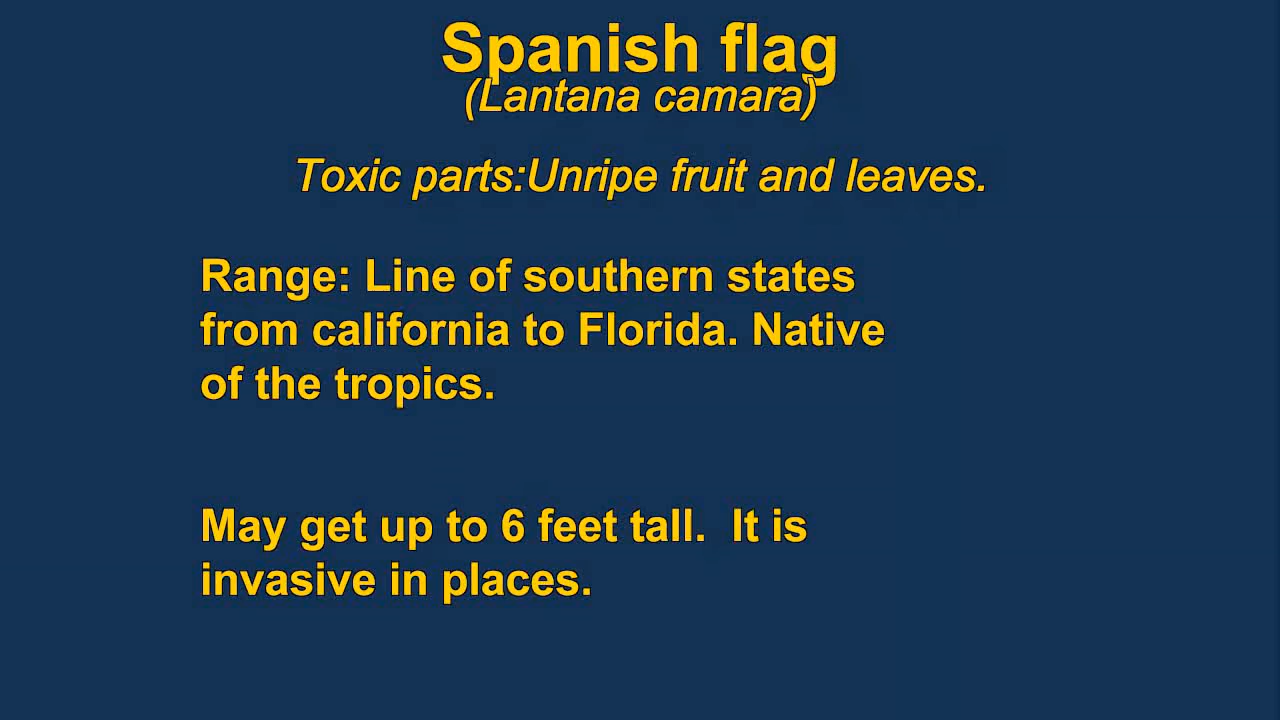 Spanish flag
(Lantana camara)
Toxic parts:Unripe fruit and leaves.
Range: Line of southern states
from california to Florida. Native
of the tropics.
May get up to 6 feet tall.  It is
invasive in places.